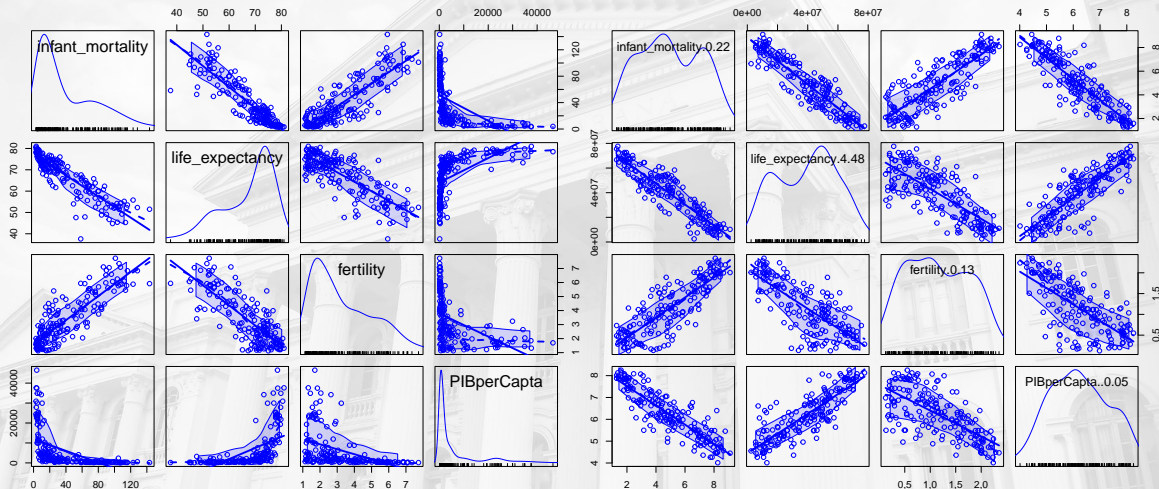 40 50 60 70 80
0 20000 40000
0e+00 4e+07 8e+07
4 5 6 7 8
infant_mortality
0 40 80 120
infant_mortality.0.22
2 4 6 8
40 50 60 70 80
life_expectancy
0e+00 4e+07 8e+07
life_expectancy.4.48
fertility
1 2 3 4 5 6 7
fertility.0.13
0.5 1.5
0 20000 40000
PIBperCapta
4 5 6 7 8
PIBperCapta..0.05
0 40 80 120
1 2 3 4 5 6 7
2 4 6 8
0,5 1,0 1,5 2,0